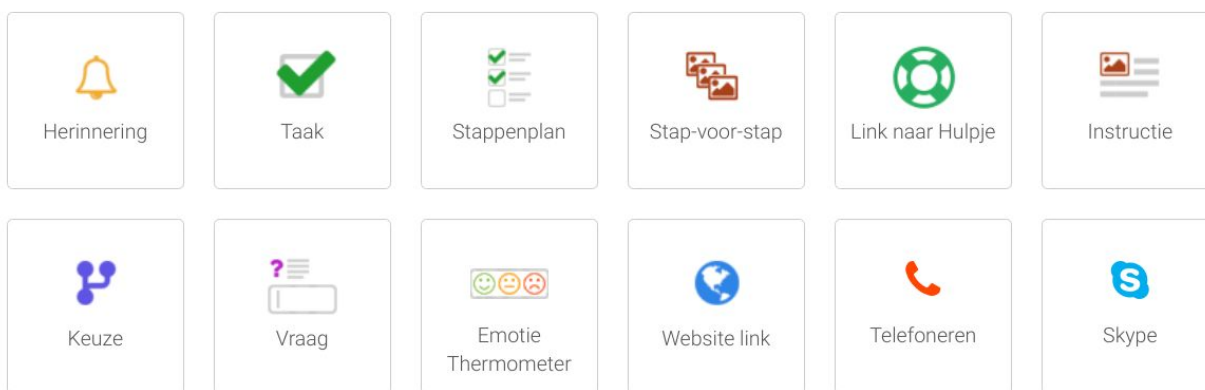 Herinnering
Taak
Stappenplan
Stap-voor-stap
Link naar Hulpje
Instructie
Keuze
?
Vraag
Emotie
Thermometer
Website link
Telefoneren
S
Skype